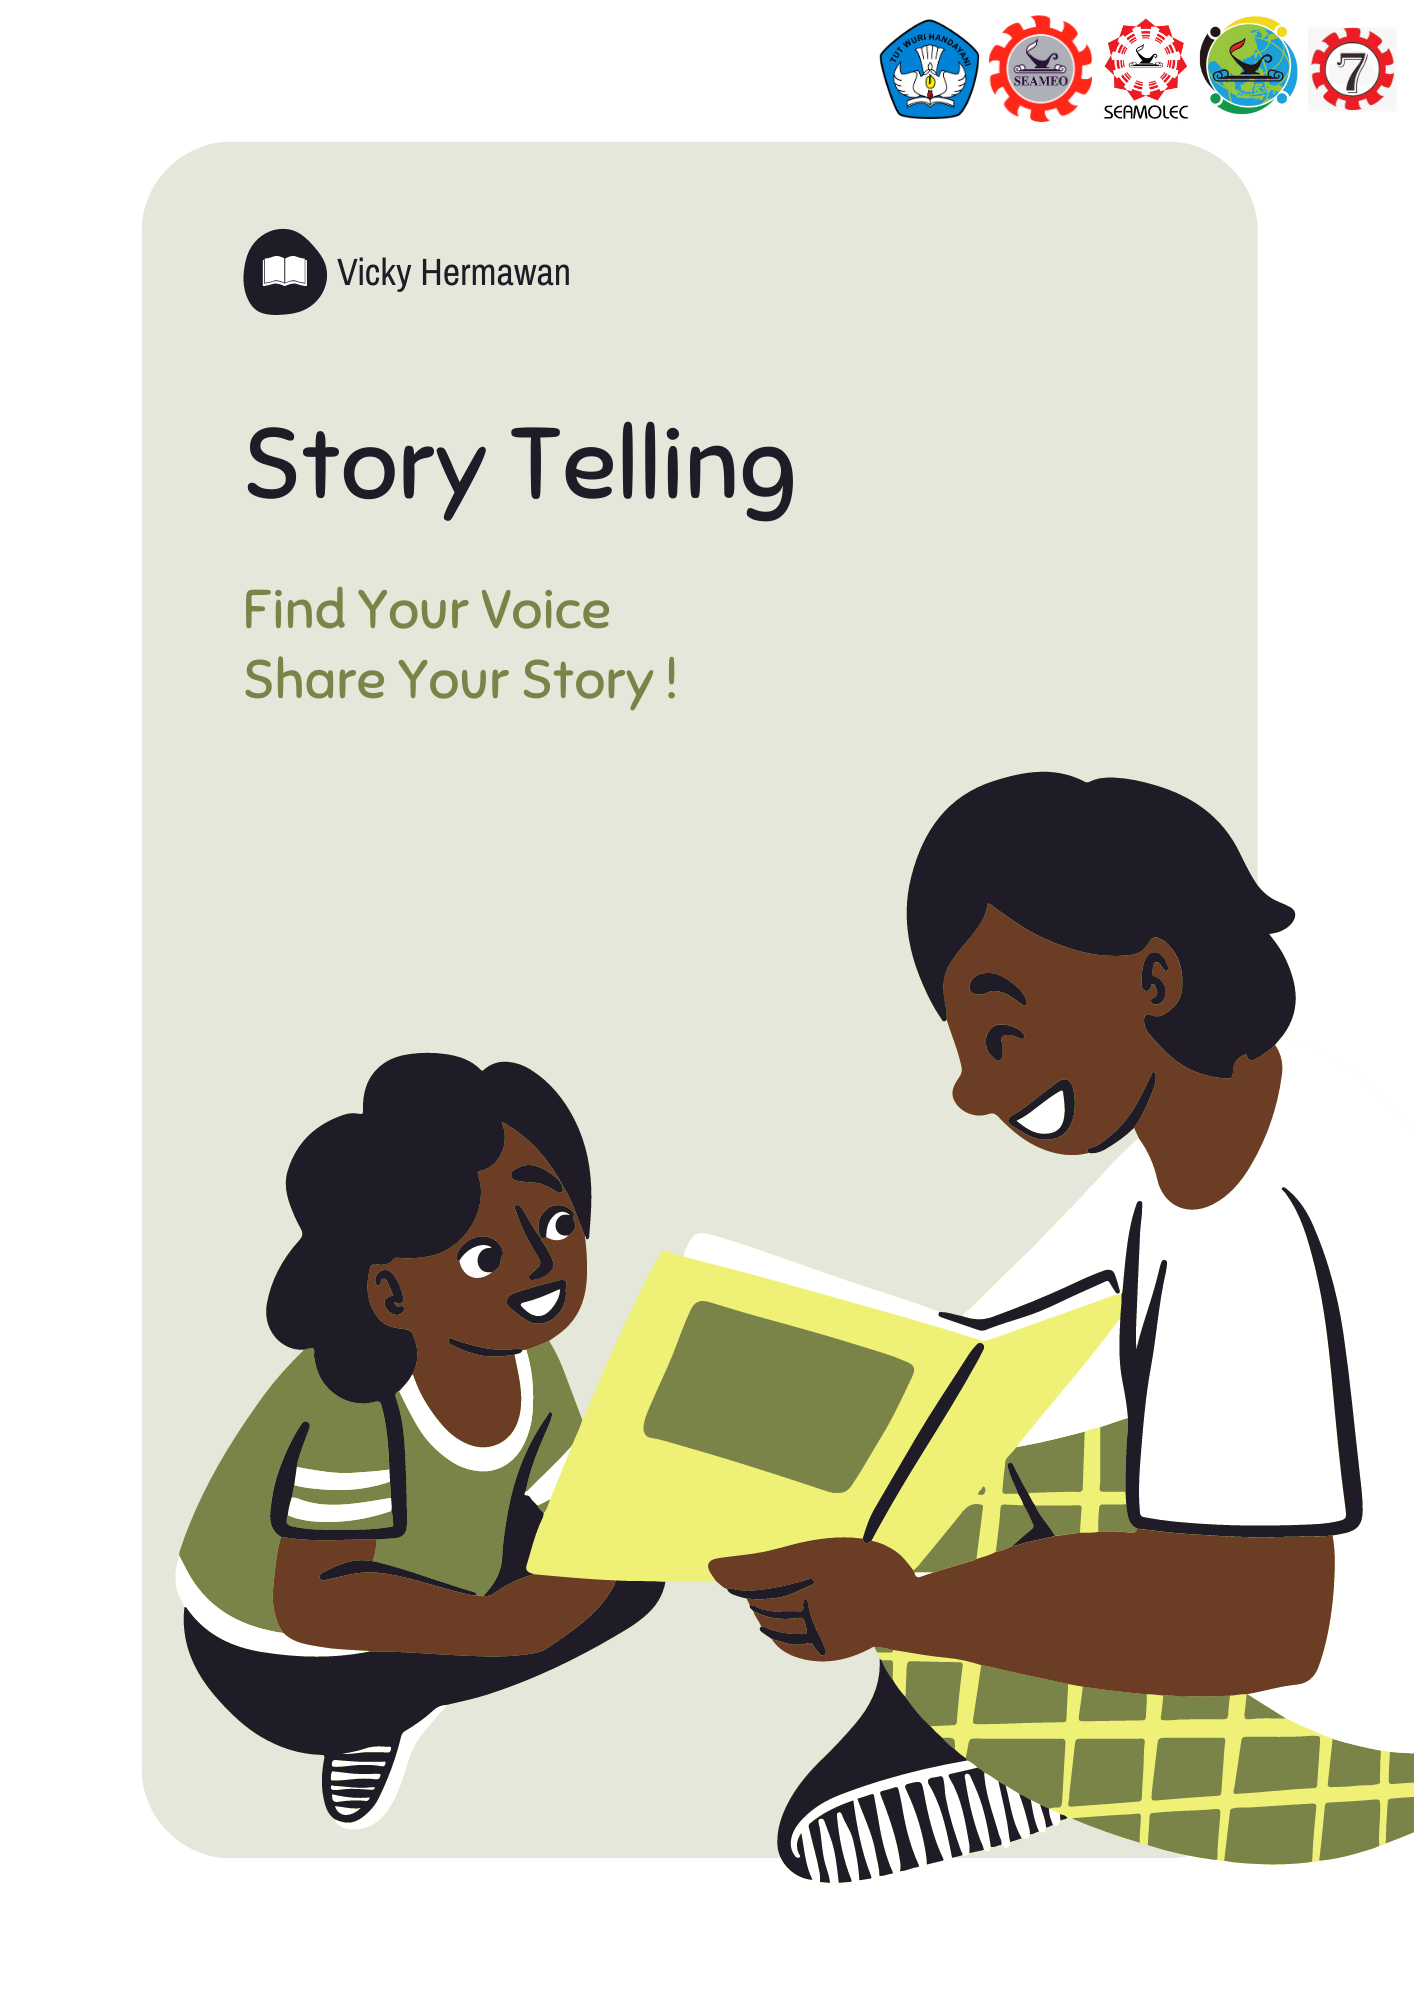 TUT WURI HANDAYANI
SEAMEO
SEAMOLEC
7
Vicky Hermawan
Story Telling
Find Your Voice
Share Your Story !